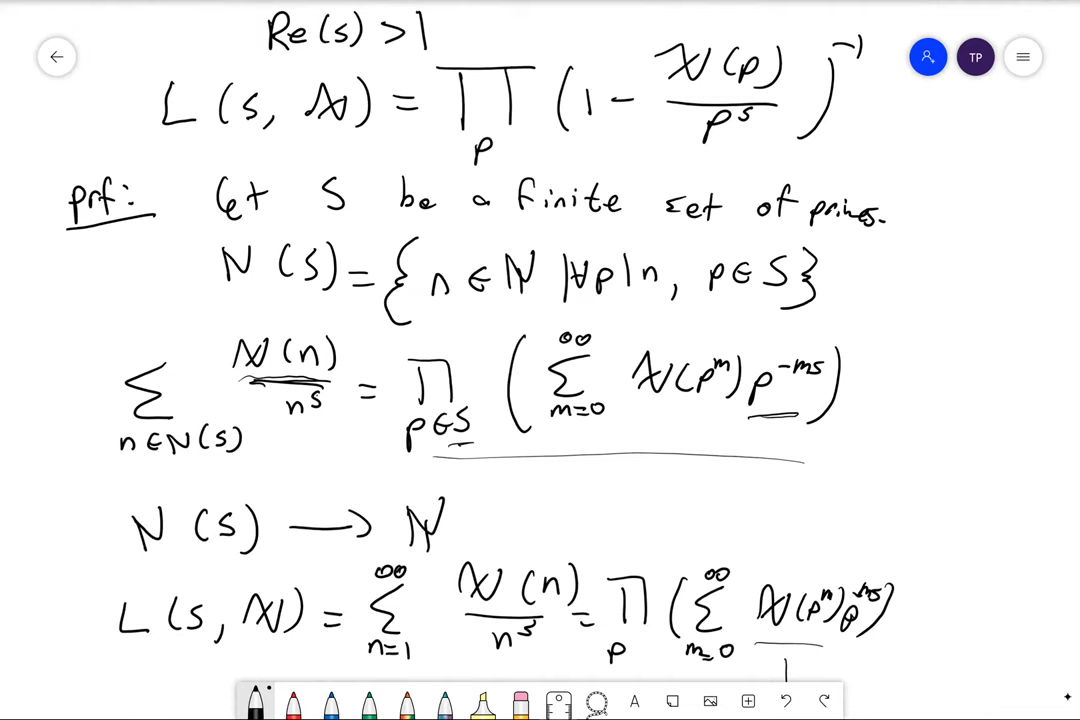 Re(s) > 1
L(s, χ) = ∏_p (1 - χ(p)/p^s)^{-1}
prf: Let S be a finite set of primes.
N(S) = {n ∈ ℕ | ∀p|n, p ∈ S}
∑_{n∈N(S)} χ(n)/n^s = ∏_{p∈S} (∑_{m=0}^{∞} χ(p^m) p^{-ms})
N(S) → ℕ
L(s, χ) = ∑_{n=1}^{∞} χ(n)/n^s = ∏_p (∑_{m=0}^{∞} χ(p^m) p^{-ms})
TP
A